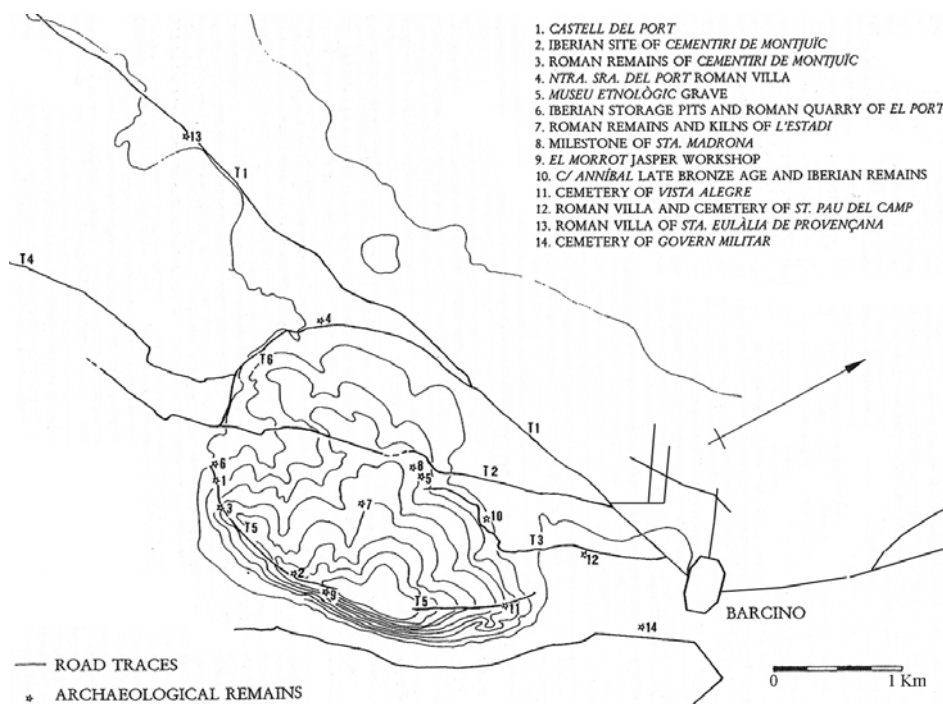 1. CASTELL DEL PORT
2. IBERIAN SITE OF CEMENTIRI DE MONTJUÏC
3. ROMAN REMAINS OF CEMENTIRI DE MONTJUÏC
4. NTRA. SRA. DEL PORT ROMAN VILLA
5. MUSEU ETNOLÒGIC GRAVE
6. IBERIAN STORAGE PITS AND ROMAN QUARRY OF EL PORT
7. ROMAN REMAINS AND KILNS OF L'ESTADI
8. MILESTONE OF STA. MADRONA
9. EL MORROT JASPER WORKSHOP
10. C/ ANNÍBAL LATE BRONZE AGE AND IBERIAN REMAINS
11. CEMETERY OF VISTA ALEGRE
12. ROMAN VILLA AND CEMETERY OF ST. PAU DEL CAMP
13. ROMAN VILLA OF STA. EULÀLIA DE PROVENÇANA
14. CEMETERY OF GOVERN MILITAR
13
T1
T4
4
T6
T1
8
T2
6
5
1
7
10
3
T5
T3
12
2
9
T5
11
BARCINO
14
ROAD TRACES
0 1 Km
ARCHAEOLOGICAL REMAINS